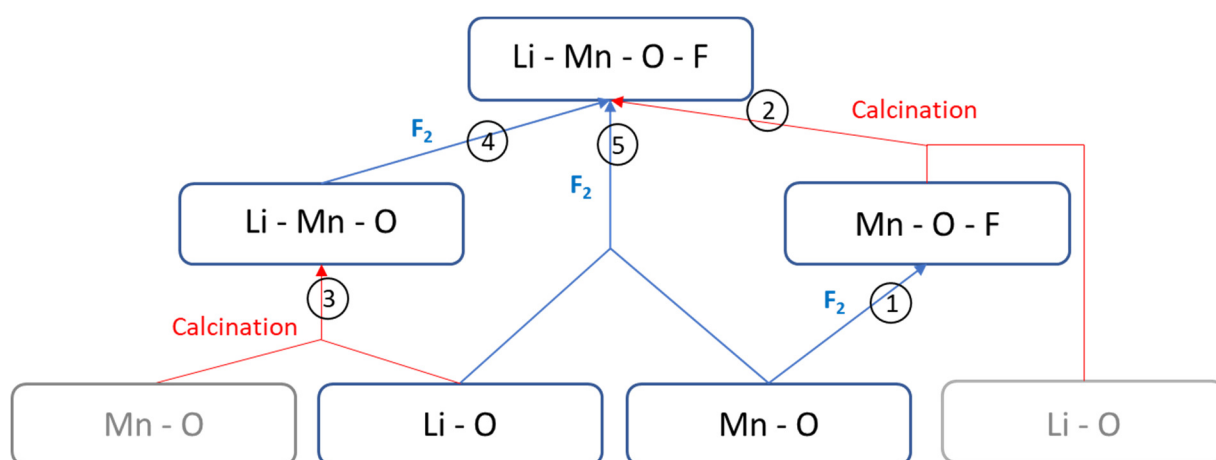 Li - Mn - O - F
2
Calcination
F₂
4
5
F₂
Li - Mn - O
Mn - O - F
3
F₂
1
Calcination
Mn - O
Li - O
Mn - O
Li - O